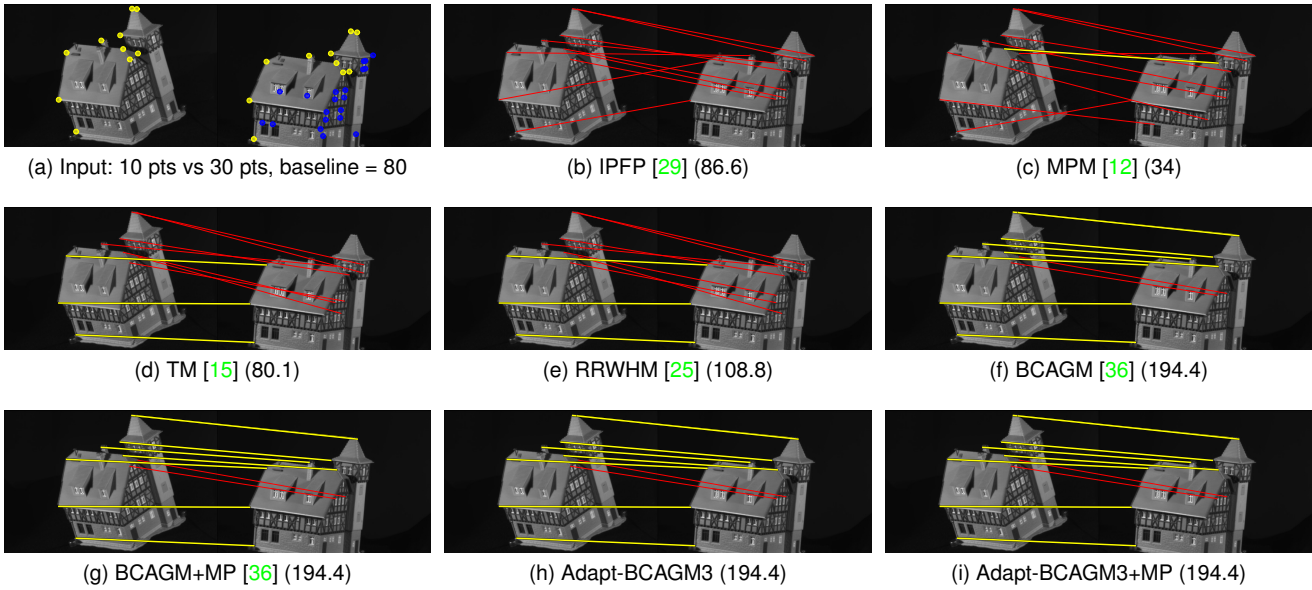 (a) Input: 10 pts vs 30 pts, baseline = 80
(b) IPFP [29] (86.6)
(c) MPM [12] (34)
(d) TM [15] (80.1)
(e) RRWHM [25] (108.8)
(f) BCAGM [36] (194.4)
(g) BCAGM+MP [36] (194.4)
(h) Adapt-BCAGM3 (194.4)
(i) Adapt-BCAGM3+MP (194.4)